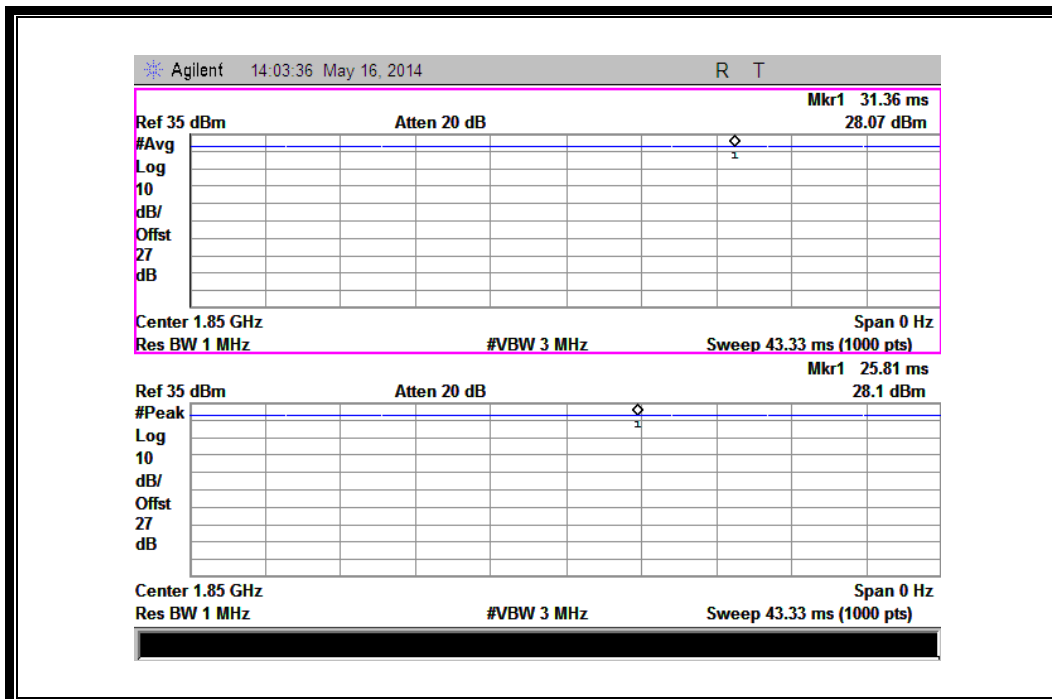 Agilent 14:03:36 May 16, 2014 R T
Mkr1 31.36 ms
Ref 35 dBm Atten 20 dB 28.07 dBm
#Avg
1
Log
10
dB/
Offst
27
dB
Center 1.85 GHz Span 0 Hz
Res BW 1 MHz #VBW 3 MHz Sweep 43.33 ms (1000 pts)
Mkr1 25.81 ms
Ref 35 dBm Atten 20 dB 28.1 dBm
#Peak
1
Log
10
dB/
Offst
27
dB
Center 1.85 GHz Span 0 Hz
Res BW 1 MHz #VBW 3 MHz Sweep 43.33 ms (1000 pts)